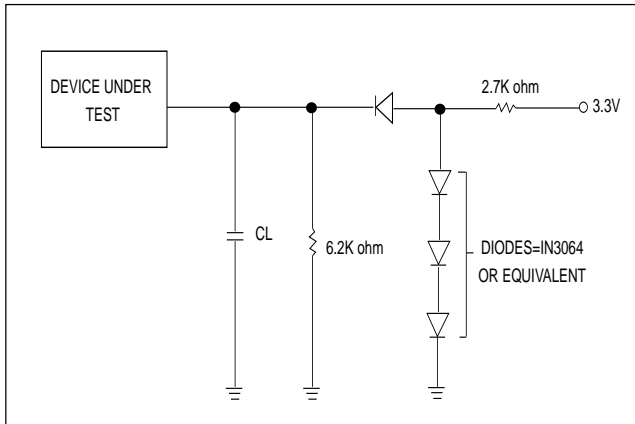 DEVICE UNDER
TEST
2.7K ohm
3.3V
CL
6.2K ohm
DIODES=IN3064
OR EQUIVALENT